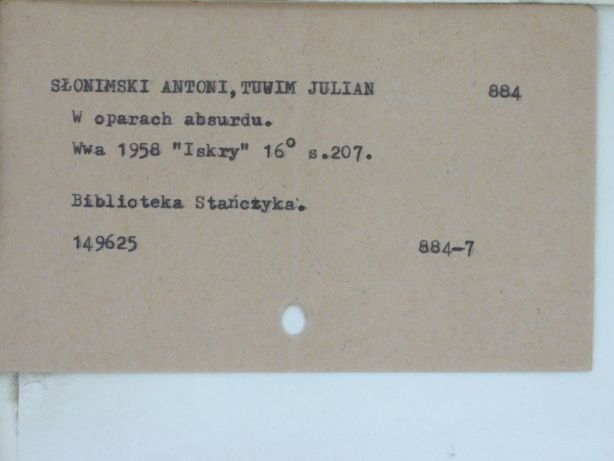 SŁONIMSKI ANTONI, TUWIM JULIAN 884
W oparach absurdu.
Wwa 1958 "Iskry" 16° s.207.
Biblioteka Stańczyka.
149625 884-7